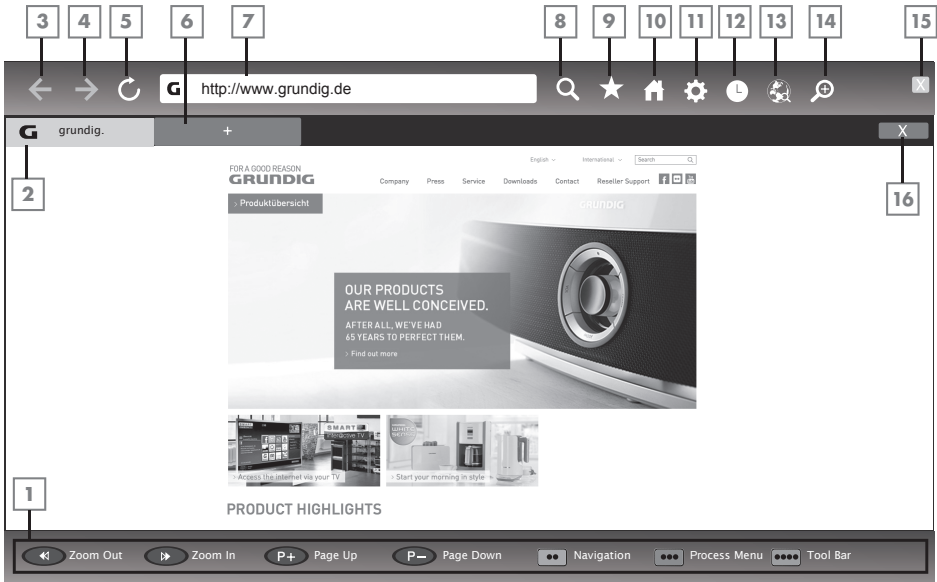 3 4 5 6 7 8 9 10 11 12 13 14 15
G http://www.grundig.de X
G grundig. + X
2 16
English International Search
FOR A GOOD REASON
GRUNDIG
Company Press Service Downloads Contact Reseller Support
> Produktübersicht
GRUNDIG
OUR PRODUCTS
ARE WELL CONCEIVED.
AFTER ALL, WE'VE HAD
65 YEARS TO PERFECT THEM.
> Find out more
SMART
Interactive TV
> Access the internet via your TV > Start your morning in style
PRODUCT HIGHLIGHTS
1
Zoom Out Zoom In P+ Page Up P− Page Down Navigation Process Menu Tool Bar